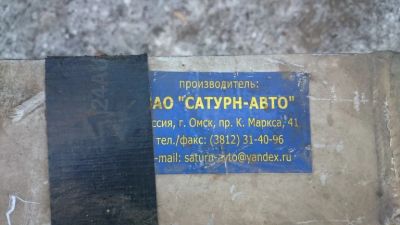 производитель:
ЗАО "САТУРН-АВТО"
ссия, г. Омск, пр. К. Маркса, 41
тел./факс: (3812) 31-40-96
-mail: saturn-avto@yandex.ru